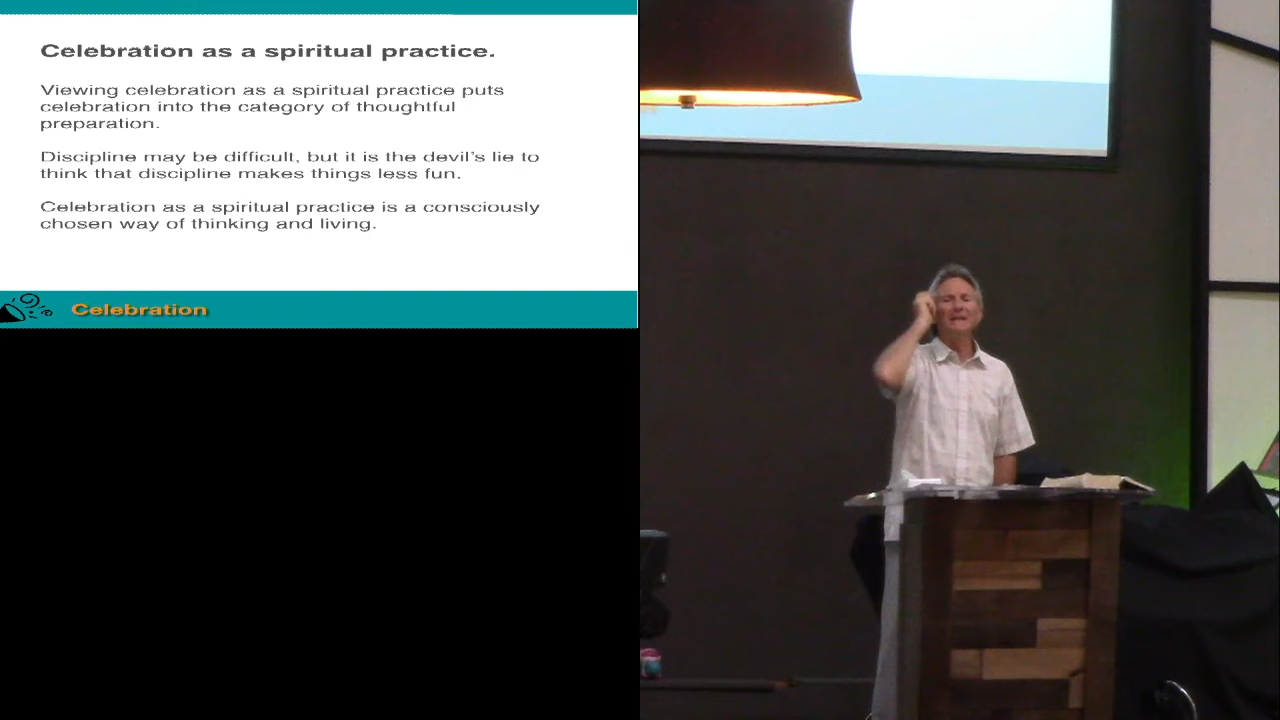 Celebration as a spiritual practice.
Viewing celebration as a spiritual practice puts
celebration into the category of thoughtful
preparation.
Discipline may be difficult, but it is the devil's lie to
think that discipline makes things less fun.
Celebration as a spiritual practice is a consciously
chosen way of thinking and living.
Celebration